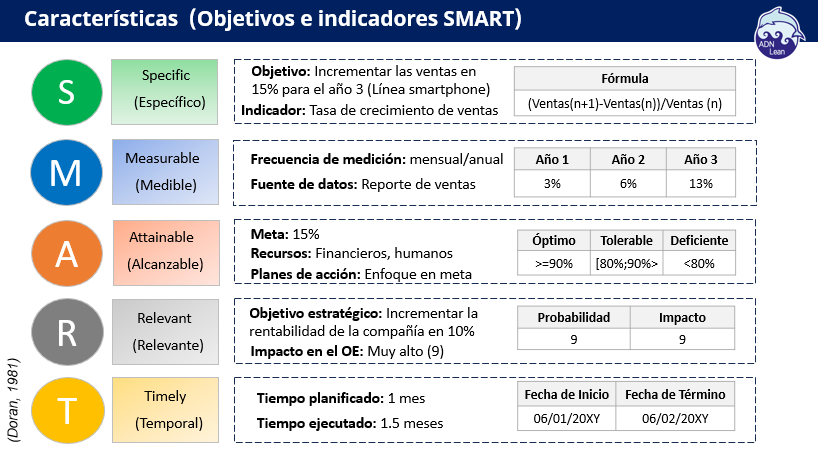 Características (Objetivos e indicadores SMART)
ADN
Lean
S
Specific
(Específico)
Objetivo: Incrementar las ventas en
15% para el año 3 (Línea smartphone)
Indicador: Tasa de crecimiento de ventas
Fórmula
(Ventas(n+1)-Ventas(n))/Ventas (n)
M
Measurable
(Medible)
Frecuencia de medición: mensual/anual
Fuente de datos: Reporte de ventas
Año 1 Año 2 Año 3
3% 6% 13%
A
Attainable
(Alcanzable)
Meta: 15%
Recursos: Financieros, humanos
Planes de acción: Enfoque en meta
Óptimo Tolerable Deficiente
>=90% [80%;90%> <80%
R
Relevant
(Relevante)
Objetivo estratégico: Incrementar la
rentabilidad de la compañía en 10%
Impacto en el OE: Muy alto (9)
Probabilidad Impacto
9 9
T
Timely
(Temporal)
Tiempo planificado: 1 mes
Tiempo ejecutado: 1.5 meses
Fecha de Inicio Fecha de Término
06/01/20XY 06/02/20XY
(Doran, 1981)